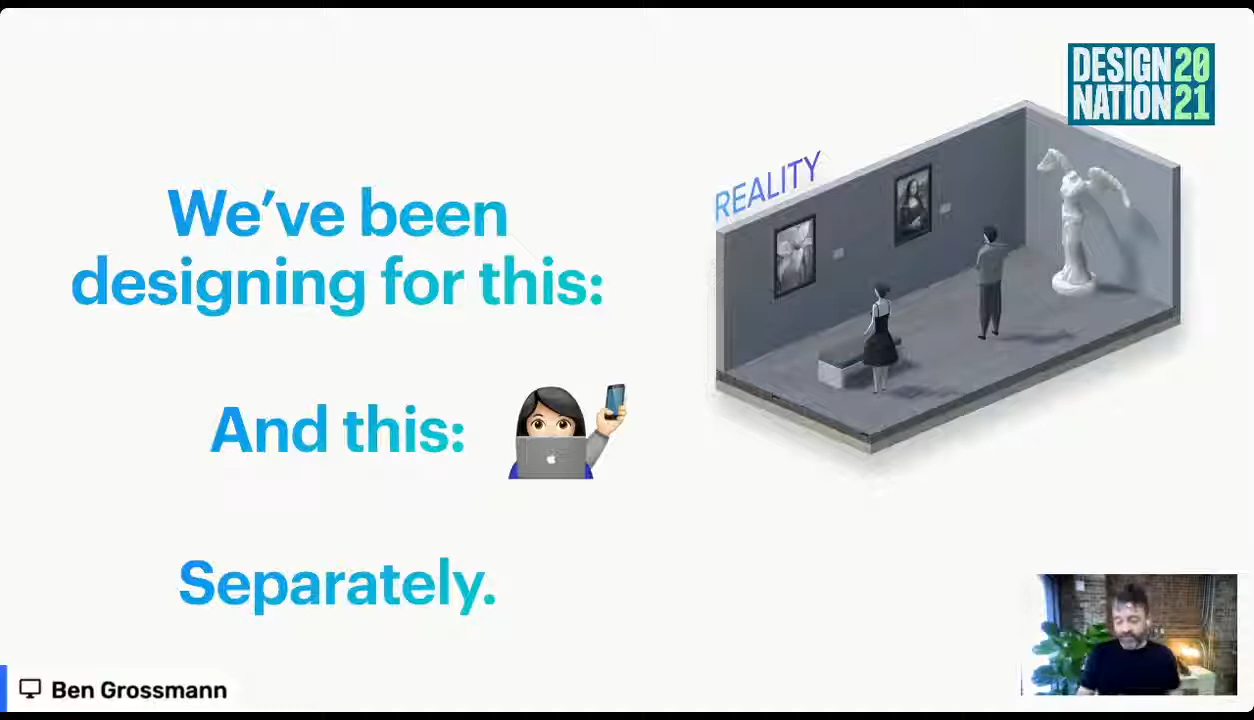 DESIGN 20
NATION 21
REALITY
We’ve been
designing for this:
And this:
Separately.
Ben Grossmann